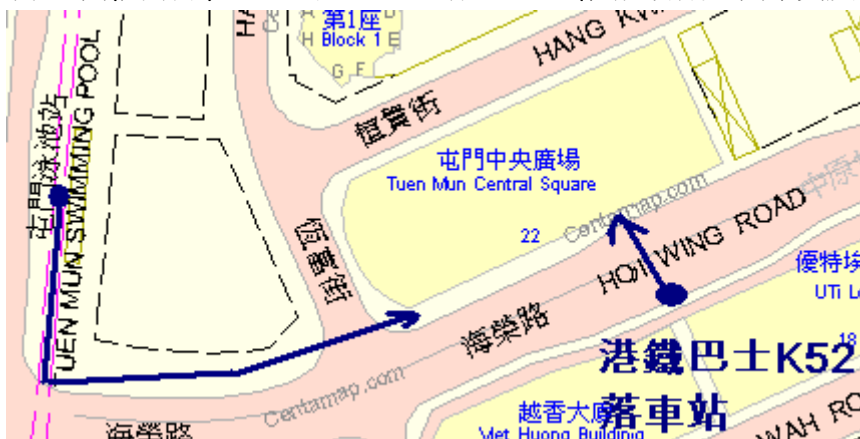 第1座
Block 1
H
E
G
F
HANG KW
恆貴街
屯門泳池站
UEN MUN SWIMMING POOL
屯門中央廣場
Tuen Mun Central Square
22
Centamap.com
中原
恆富街
HOI WING ROAD
海榮路
優特埃
UTi L
18
港鐵巴士K52
落車站
Centamap.com
越香大廈
Viet Huong Building
海榮路
WAH RO